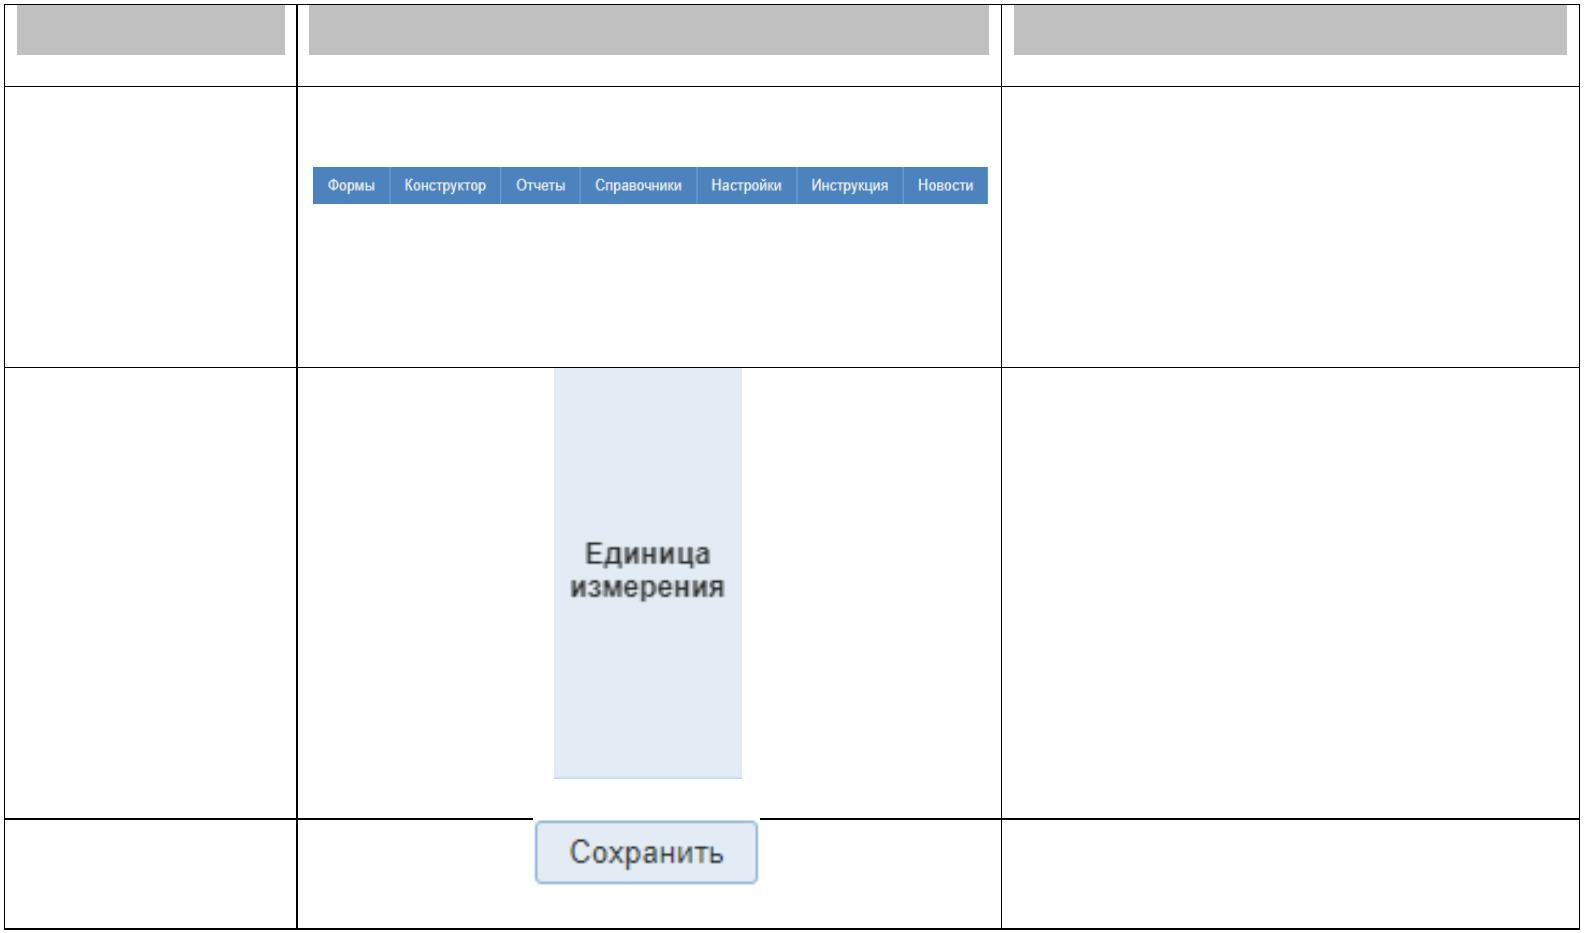 Формы Конструктор Отчеты Справочники Настройки Инструкция Новости
Единица
измерения
Сохранить